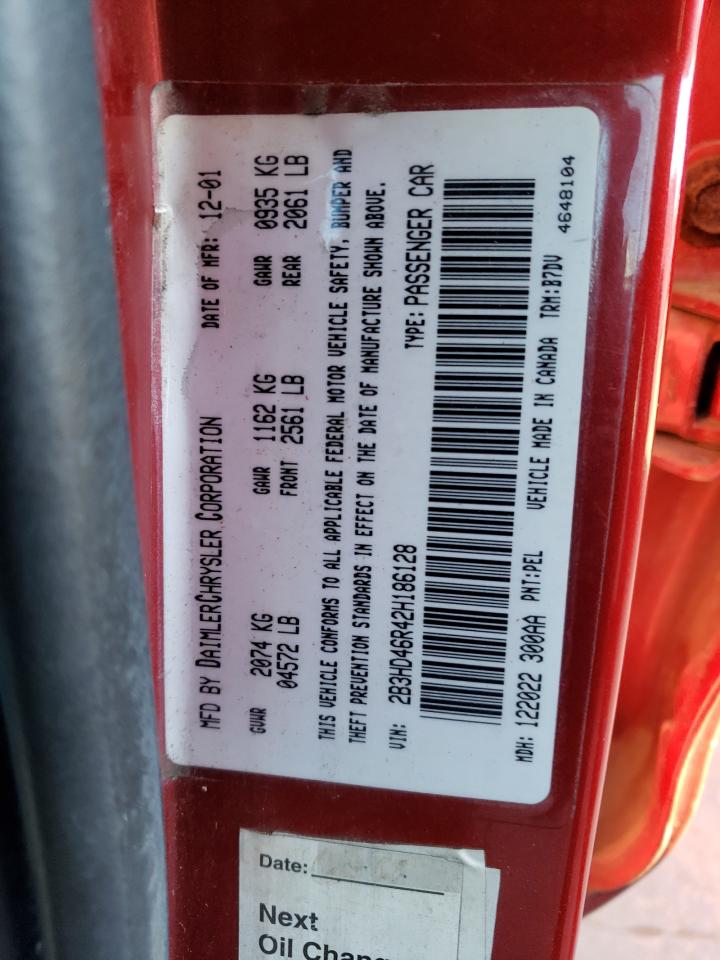 MFD BY DAIMLERCHRYSLER CORPORATION DATE OF MFR: 12-01
GVWR 2074 KG GAWR 1162 KG GAWR 0935 KG
04572 LB FRONT 2561 LB REAR 2061 LB
THIS VEHICLE CONFORMS TO ALL APPLICABLE FEDERAL MOTOR VEHICLE SAFETY, BUMPER AND
THEFT PREVENTION STANDARDS IN EFFECT ON THE DATE OF MANUFACTURE SHOWN ABOVE.
VIN: 2B3HD46R42H186128 TYPE: PASSENGER CAR
MDH: 122022 300AA PNT:PEL VEHICLE MADE IN CANADA TRM:B7DV
4648104
Date:
Next
Oil Chang